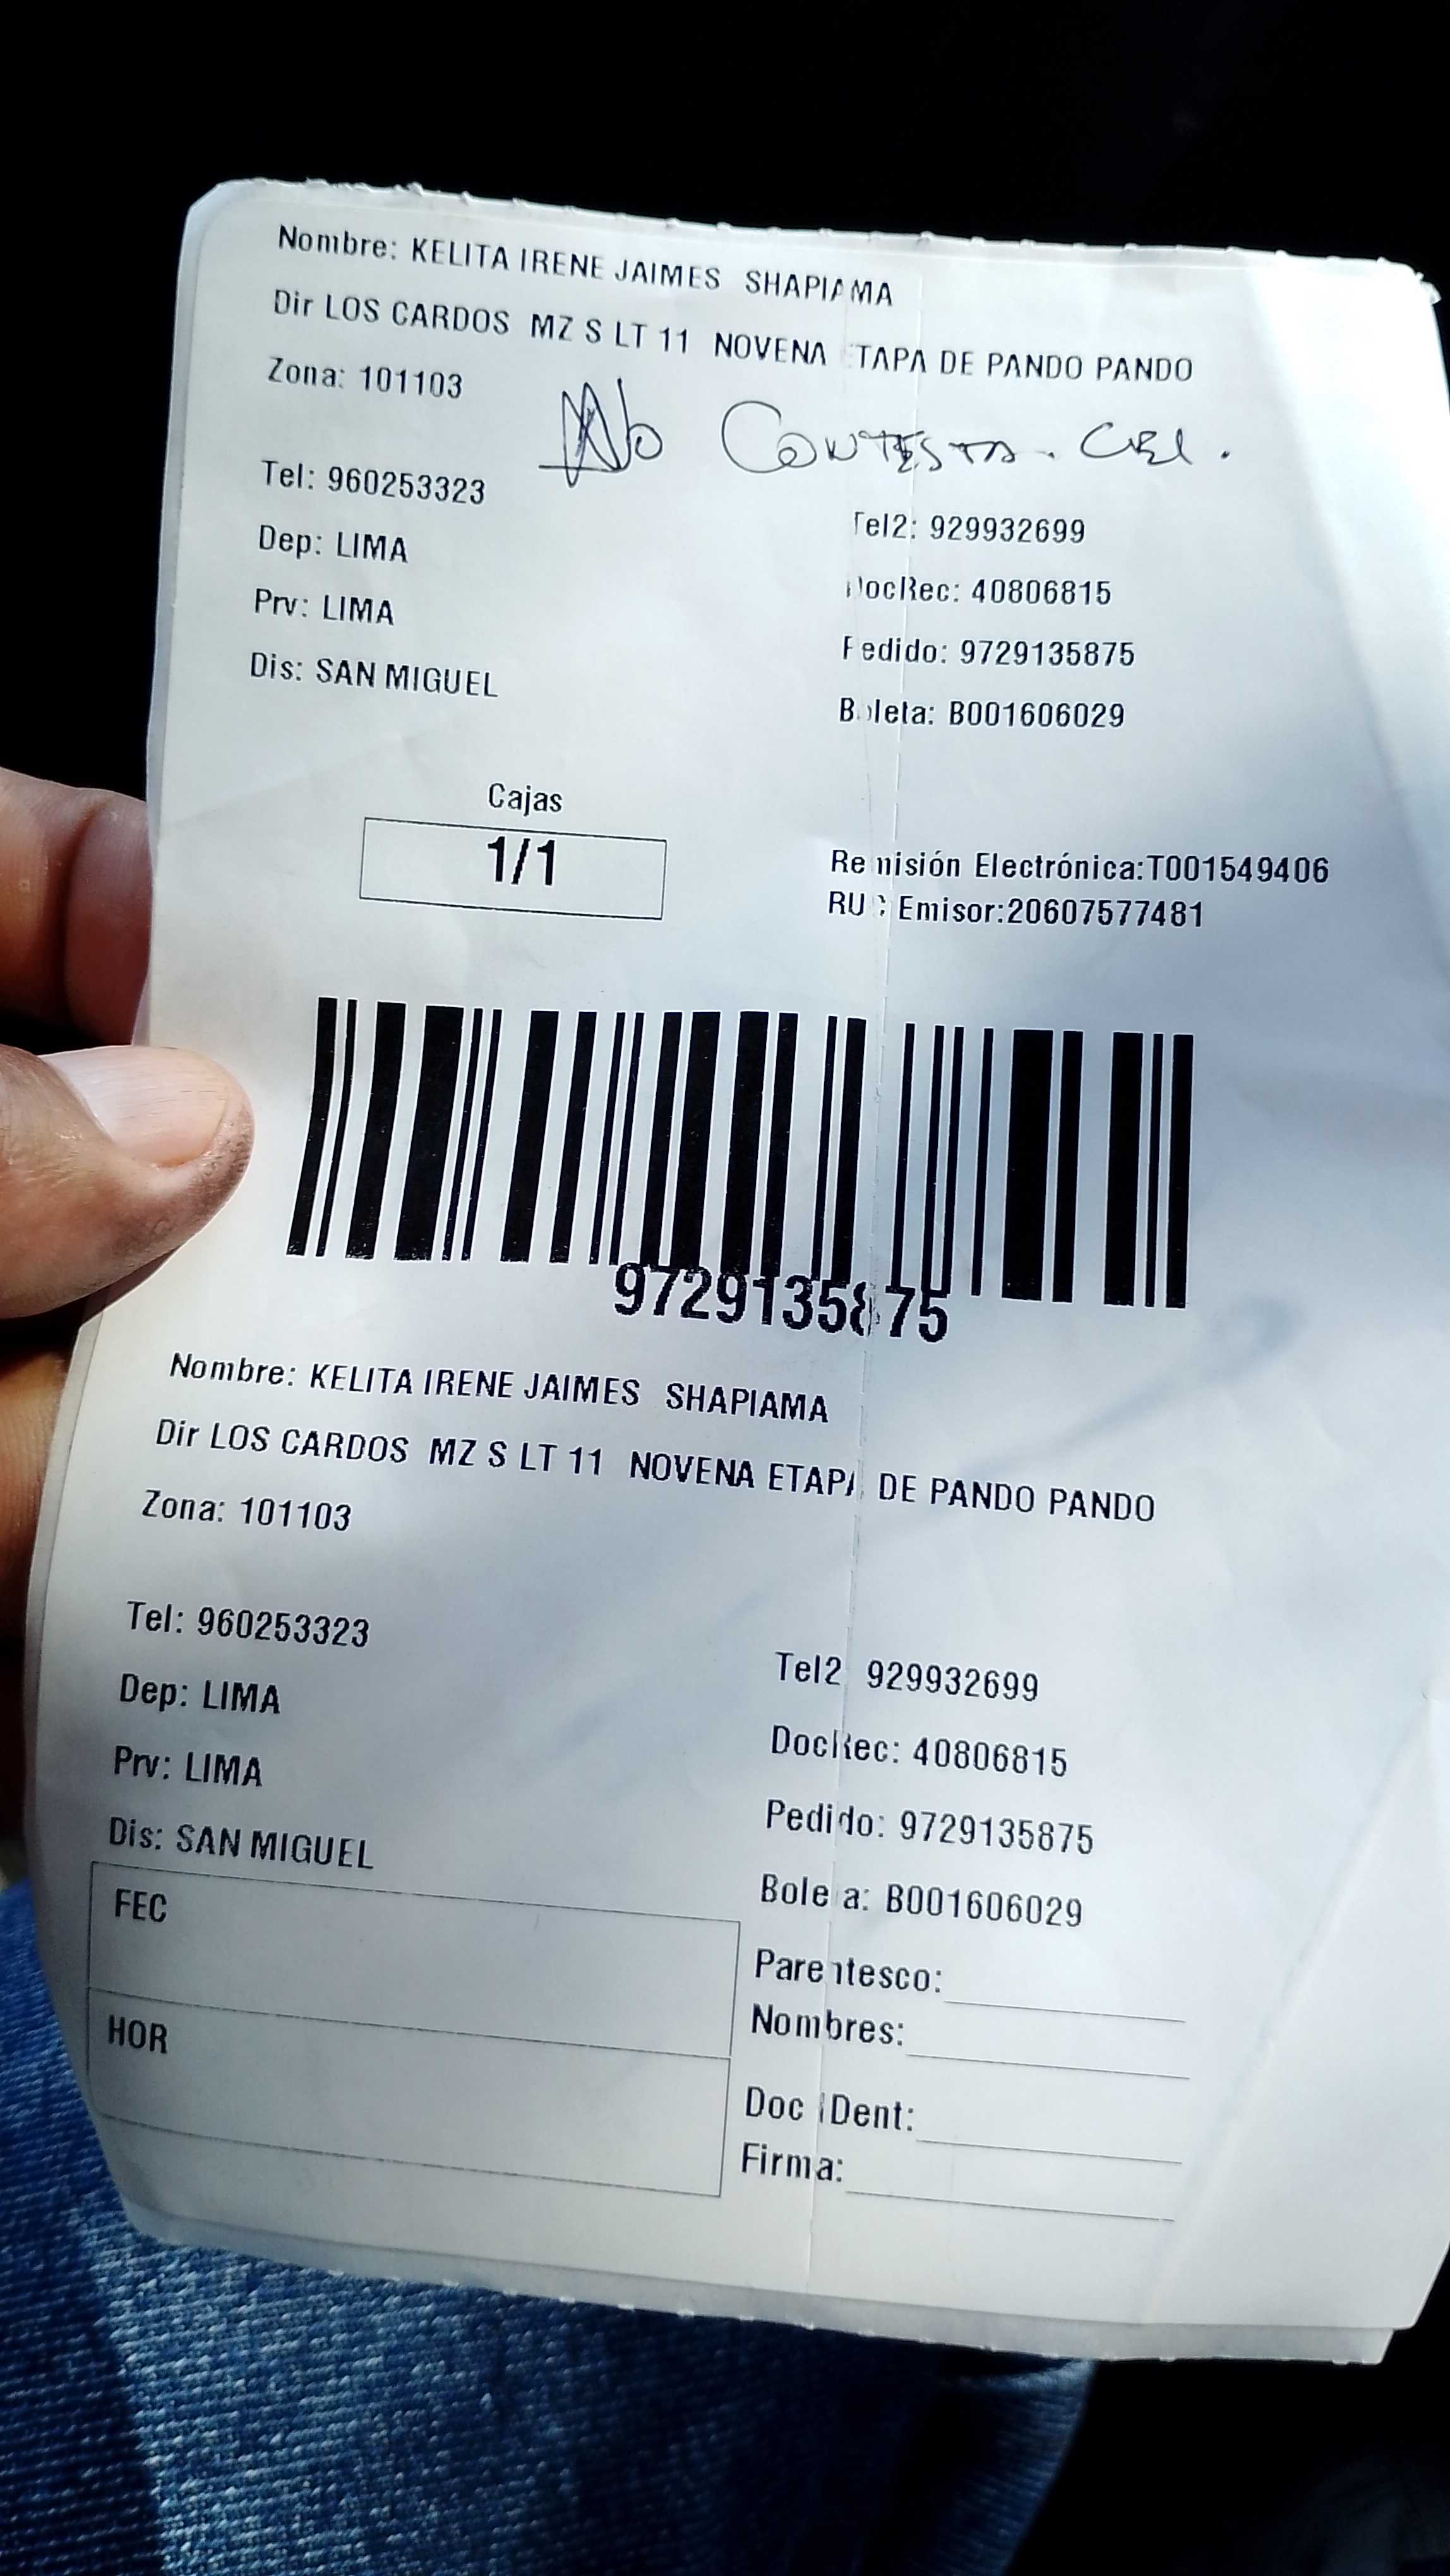 Nombre: KELITA IRENE JAIMES SHAPIAMA
Dir LOS CARDOS MZ S LT 11 NOVENA ETAPA DE PANDO PANDO
Zona: 101103
No CONTESTA. CEL.
Tel: 960253323
Tel2: 929932699
Dep: LIMA
DocRec: 40806815
Prv: LIMA
Pedido: 9729135875
Dis: SAN MIGUEL
Boleta: B001606029
Cajas
1/1
Remisión Electrónica:T001549406
RUC Emisor:20607577481
9729135875
Nombre: KELITA IRENE JAIMES SHAPIAMA
Dir LOS CARDOS MZ S LT 11 NOVENA ETAPA DE PANDO PANDO
Zona: 101103
Tel: 960253323
Tel2 929932699
Dep: LIMA
DocRec: 40806815
Prv: LIMA
Pedido: 9729135875
Dis: SAN MIGUEL
Boleta: B001606029
FEC
Parentesco:
Nombres:
HOR
Doc IDent:
Firma: